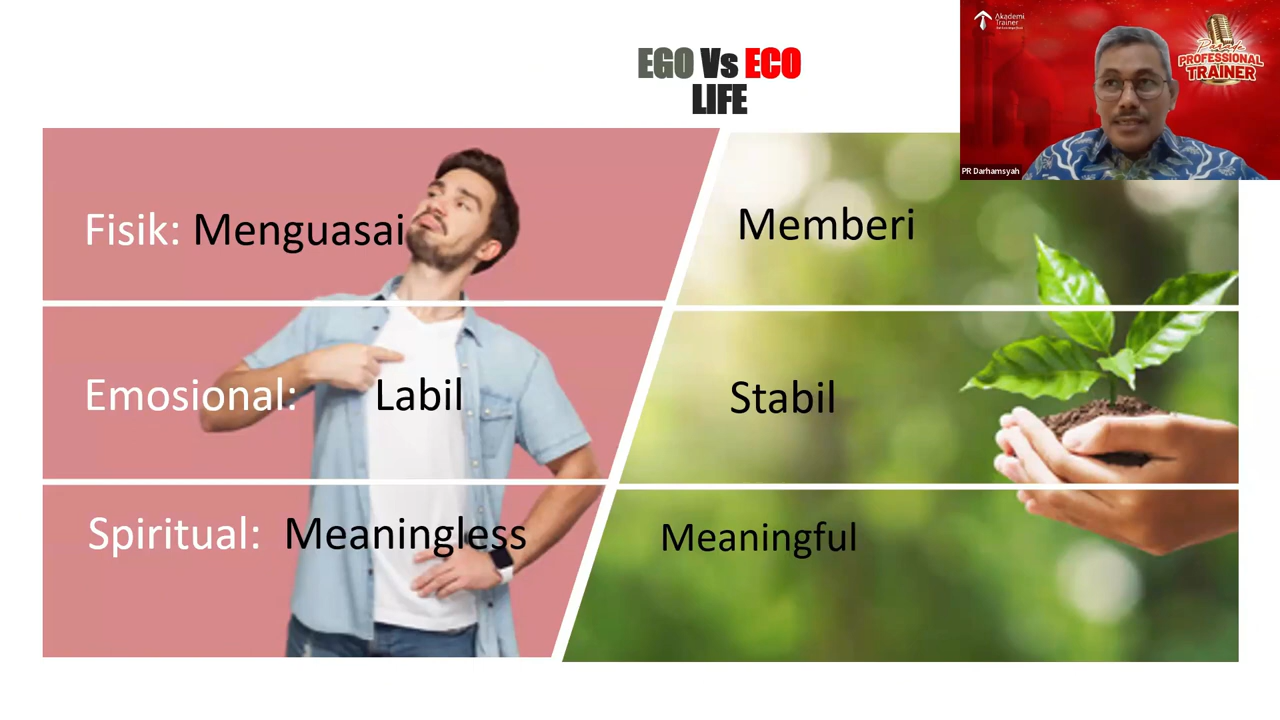 EGO Vs ECO
LIFE
Akademi
Trainer
Parade
PROFESSIONAL
TRAINER
PR Darhamsyah
Fisik: Menguasai
Memberi
Emosional: Labil
Stabil
Spiritual: Meaningless
Meaningful